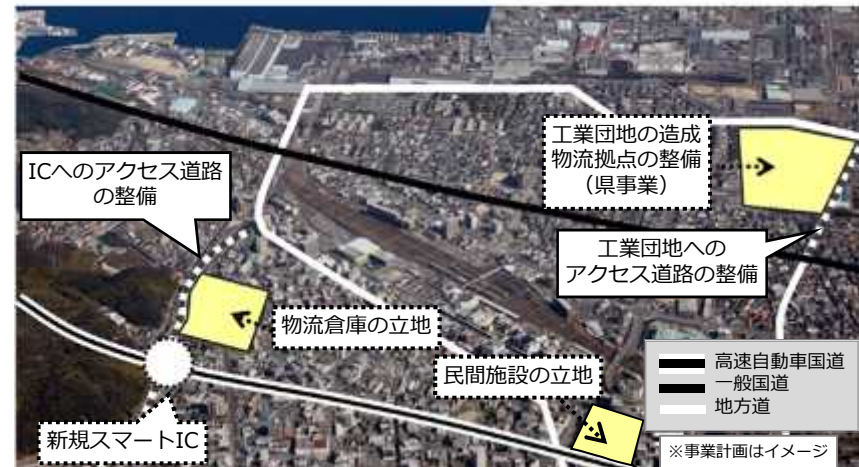 工業団地の造成
物流拠点の整備
（県事業）
ICへのアクセス道路
の整備
工業団地への
アクセス道路の整備
物流倉庫の立地
民間施設の立地
新規スマートIC
高速自動車国道
一般国道
地方道
※事業計画はイメージ